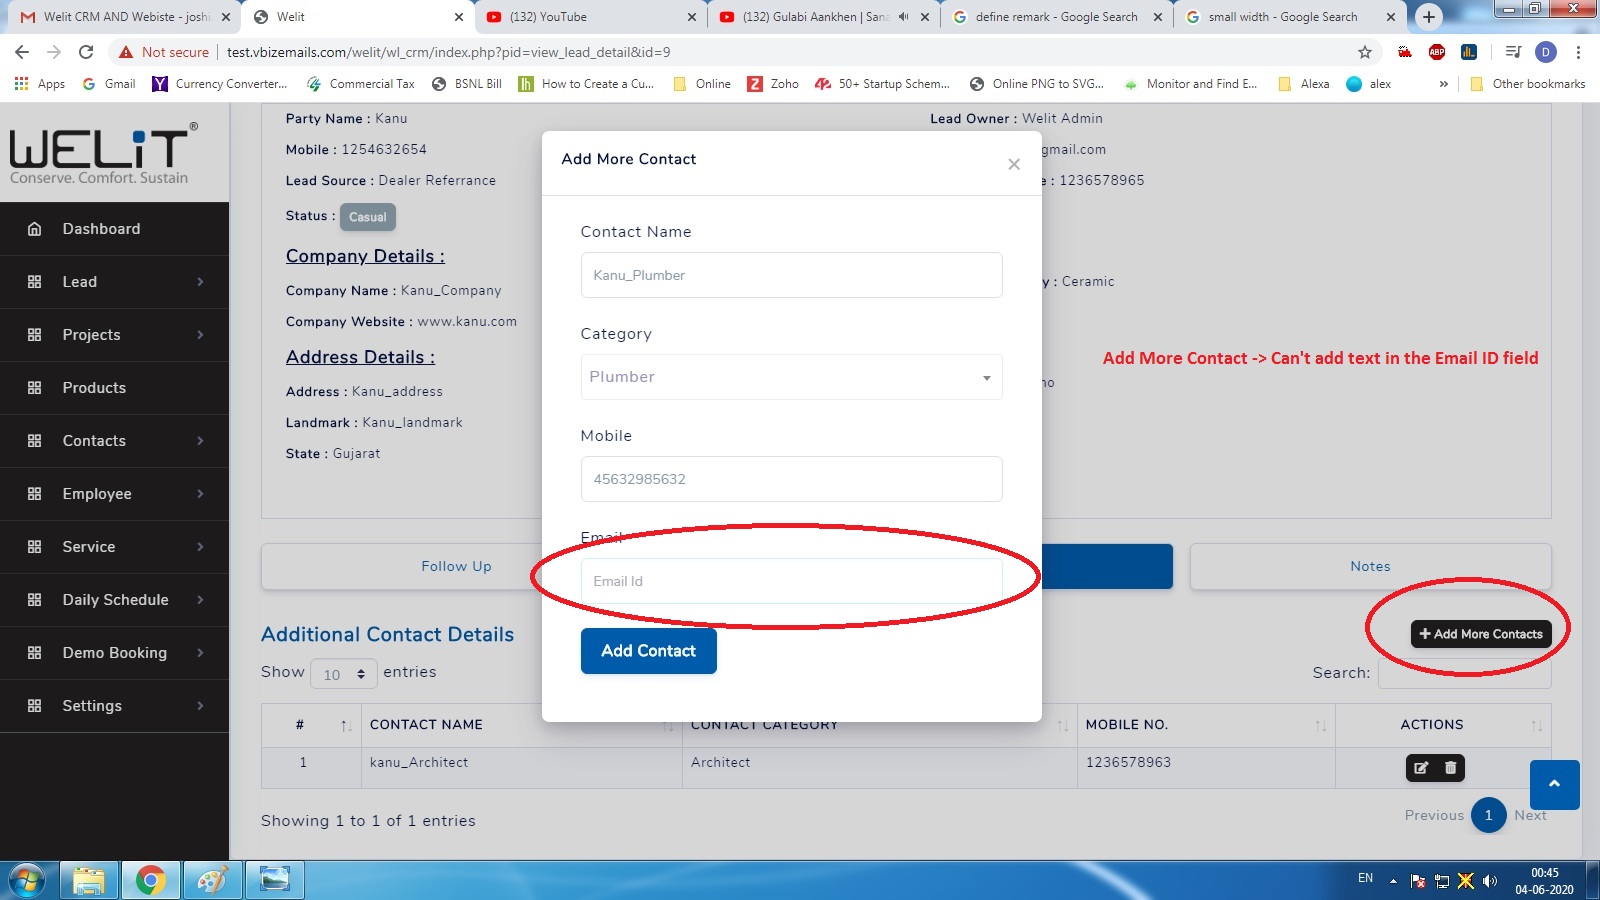 Welit CRM AND Webiste - joshi
Welit
(132) YouTube
(132) Gulabi Aankhen | Sana
define remark - Google Search
small width - Google Search
Not secure
test.vbizemails.com/welit/wl_crm/index.php?pid=view_lead_detail&id=9
ABP
D
Apps
Gmail
Currency Converter...
Commercial Tax
BSNL Bill
How to Create a Cu...
Online
Zoho
50+ Startup Schem...
Online PNG to SVG...
Monitor and Find E...
Alexa
alex
»
Other bookmarks
WELiT®
Conserve. Comfort. Sustain
Dashboard
Lead
Projects
Products
Contacts
Employee
Service
Daily Schedule
Demo Booking
Settings
Party Name : Kanu
Lead Owner : Welit Admin
Mobile : 1254632654
gmail.com
Lead Source : Dealer Referrance
e : 1236578965
Status : Casual
Company Details :
Company Name : Kanu_Company
y : Ceramic
Company Website : www.kanu.com
Address Details :
Address : Kanu_address
no
Landmark : Kanu_landmark
State : Gujarat
Add More Contact
×
Contact Name
Kanu_Plumber
Category
Plumber
Mobile
45632985632
Email
Email Id
Add Contact
Add More Contact -> Can't add text in the Email ID field
Follow Up
Notes
Additional Contact Details
+ Add More Contacts
Show 10 entries
Search:
# CONTACT NAME CONTACT CATEGORY MOBILE NO. ACTIONS
1 kanu_Architect Architect 1236578963
Showing 1 to 1 of 1 entries
Previous 1 Next
EN
00:45
04-06-2020